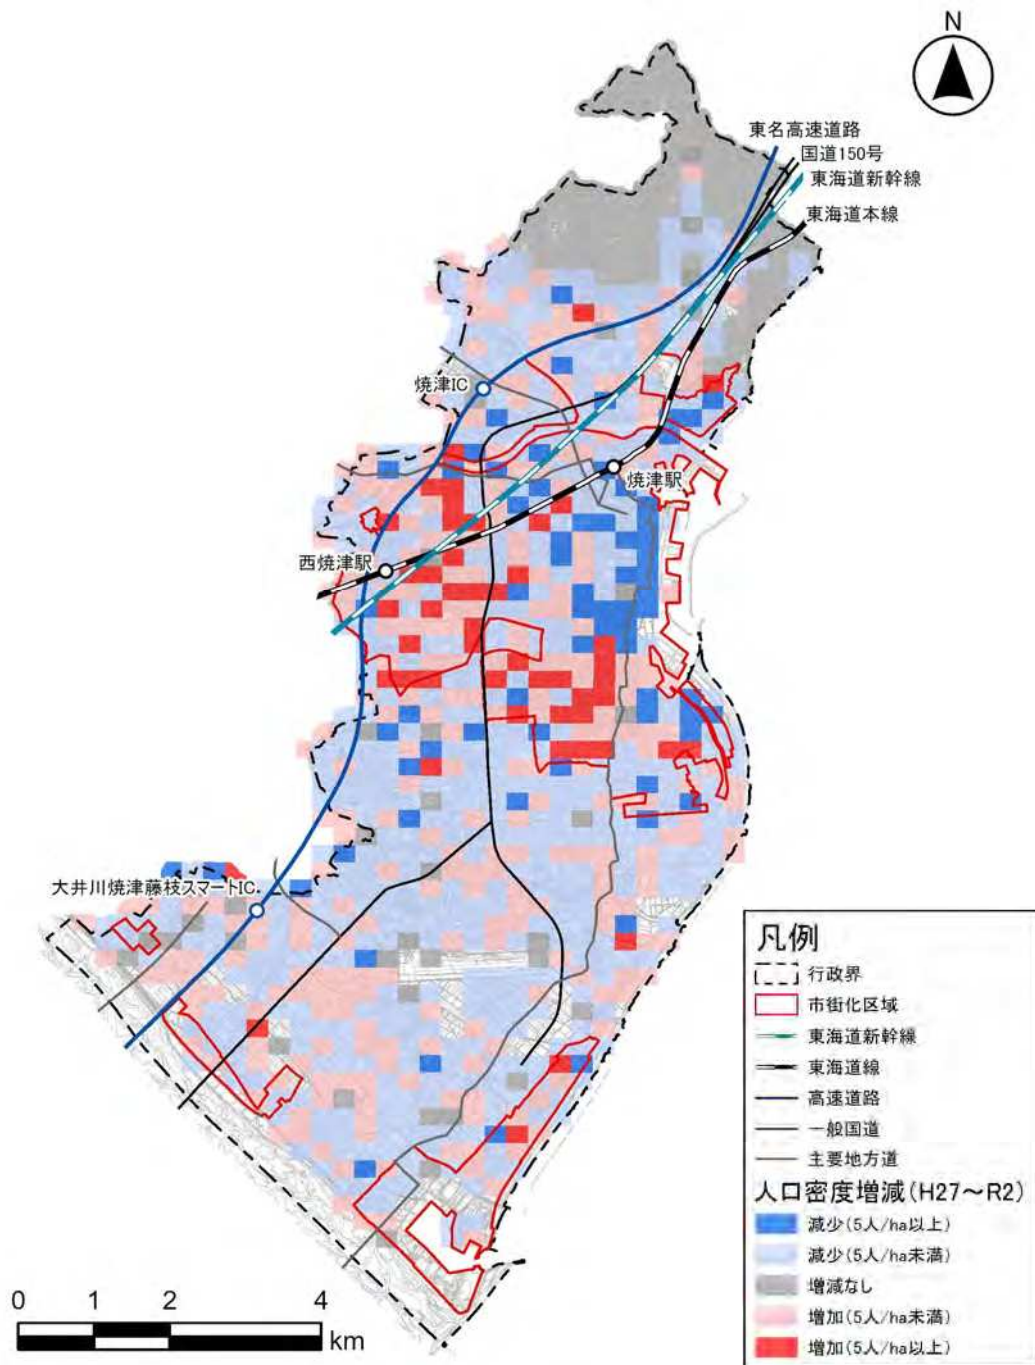 N
東名高速道路
国道150号
東海道新幹線
東海道本線
焼津IC
焼津駅
西焼津駅
大井川焼津藤枝スマートIC
凡例
行政界
市街化区域
東海道新幹線
東海道線
高速道路
一般国道
主要地方道
人口密度増減(H27～R2)
減少(5人/ha以上)
減少(5人/ha未満)
増減なし
増加(5人/ha未満)
増加(5人/ha以上)
0 1 2 4
km